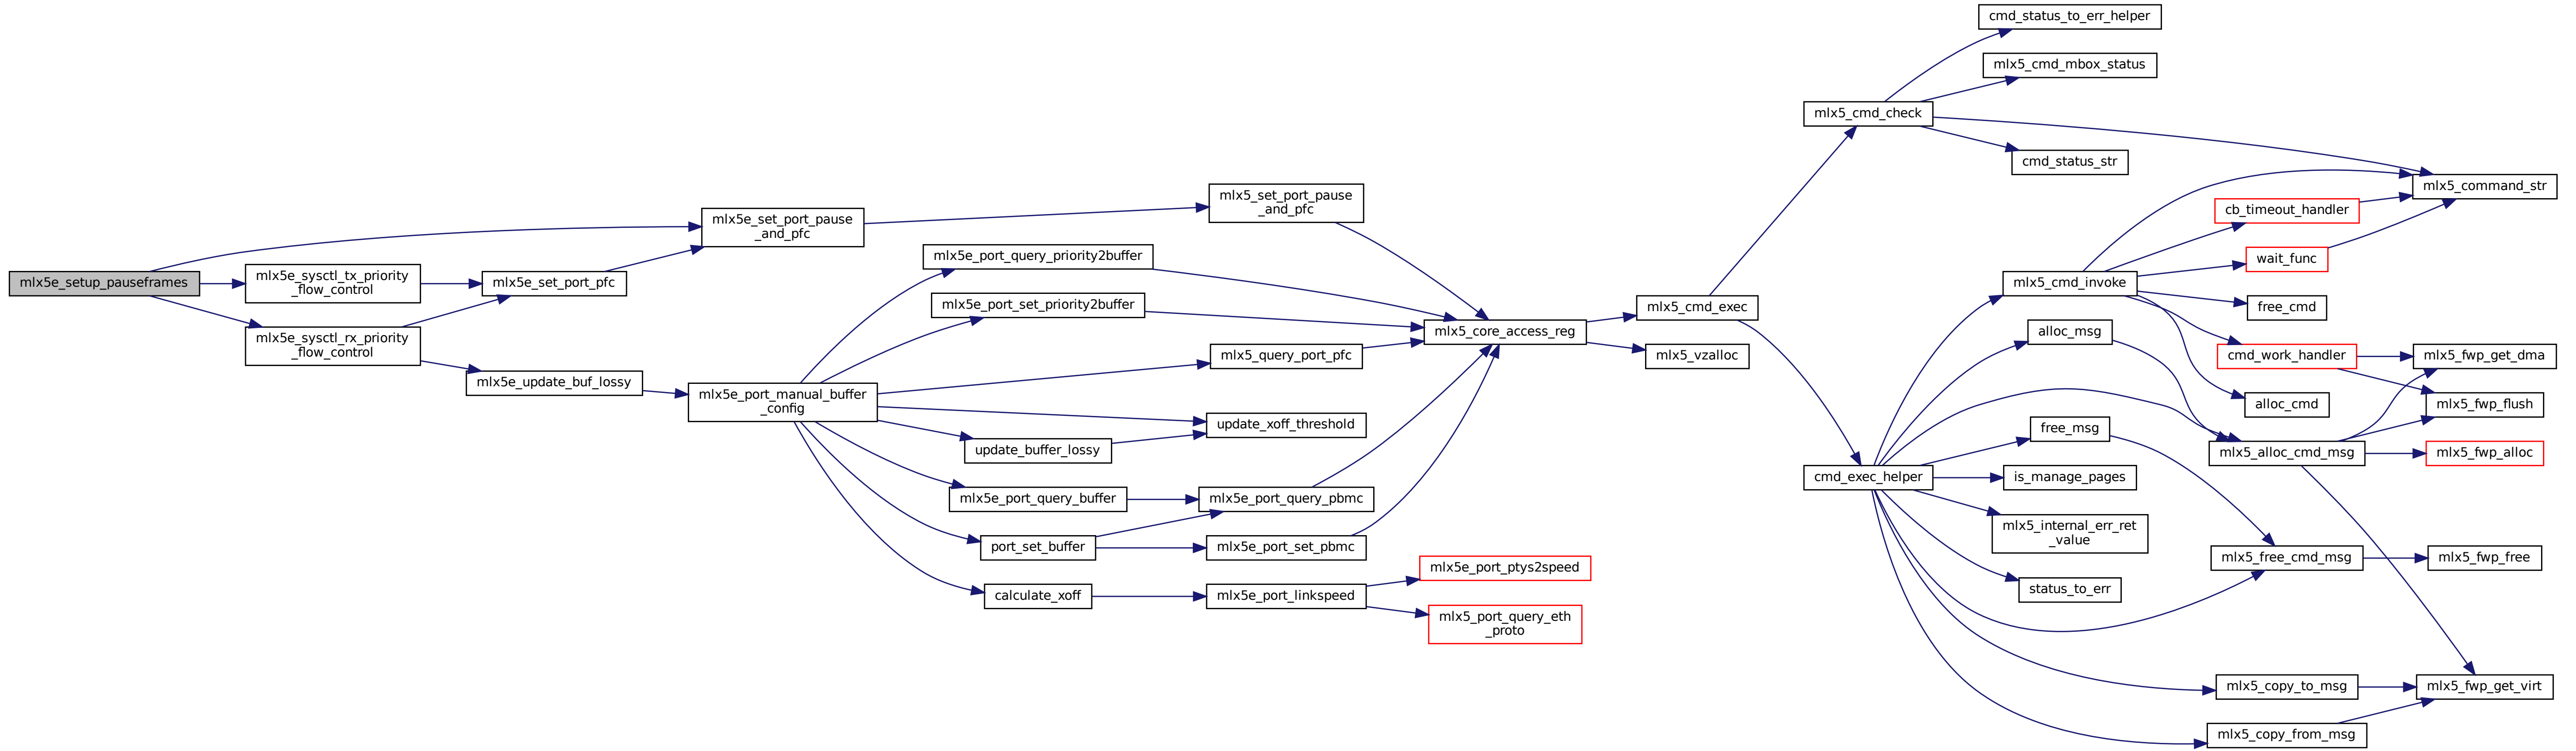 mlx5e_setup_pauseframes
mlx5e_sysctl_tx_priority
_flow_control
mlx5e_sysctl_rx_priority
_flow_control
mlx5e_set_port_pfc
mlx5e_update_buf_lossy
mlx5e_set_port_pause
_and_pfc
mlx5e_port_manual_buffer
_config
mlx5e_port_query_priority2buffer
mlx5e_port_set_priority2buffer
update_buffer_lossy
mlx5e_port_query_buffer
port_set_buffer
calculate_xoff
mlx5_set_port_pause
_and_pfc
mlx5_query_port_pfc
update_xoff_threshold
mlx5e_port_query_pbmc
mlx5e_port_set_pbmc
mlx5e_port_linkspeed
mlx5_core_access_reg
mlx5e_port_ptys2speed
mlx5_port_query_eth
_proto
mlx5_cmd_exec
mlx5_vzalloc
mlx5_cmd_check
cmd_exec_helper
cmd_status_to_err_helper
mlx5_cmd_mbox_status
cmd_status_str
mlx5_cmd_invoke
alloc_msg
free_msg
is_manage_pages
mlx5_internal_err_ret
_value
status_to_err
cb_timeout_handler
wait_func
free_cmd
cmd_work_handler
alloc_cmd
mlx5_alloc_cmd_msg
mlx5_free_cmd_msg
mlx5_copy_to_msg
mlx5_copy_from_msg
mlx5_command_str
mlx5_fwp_get_dma
mlx5_fwp_flush
mlx5_fwp_alloc
mlx5_fwp_free
mlx5_fwp_get_virt